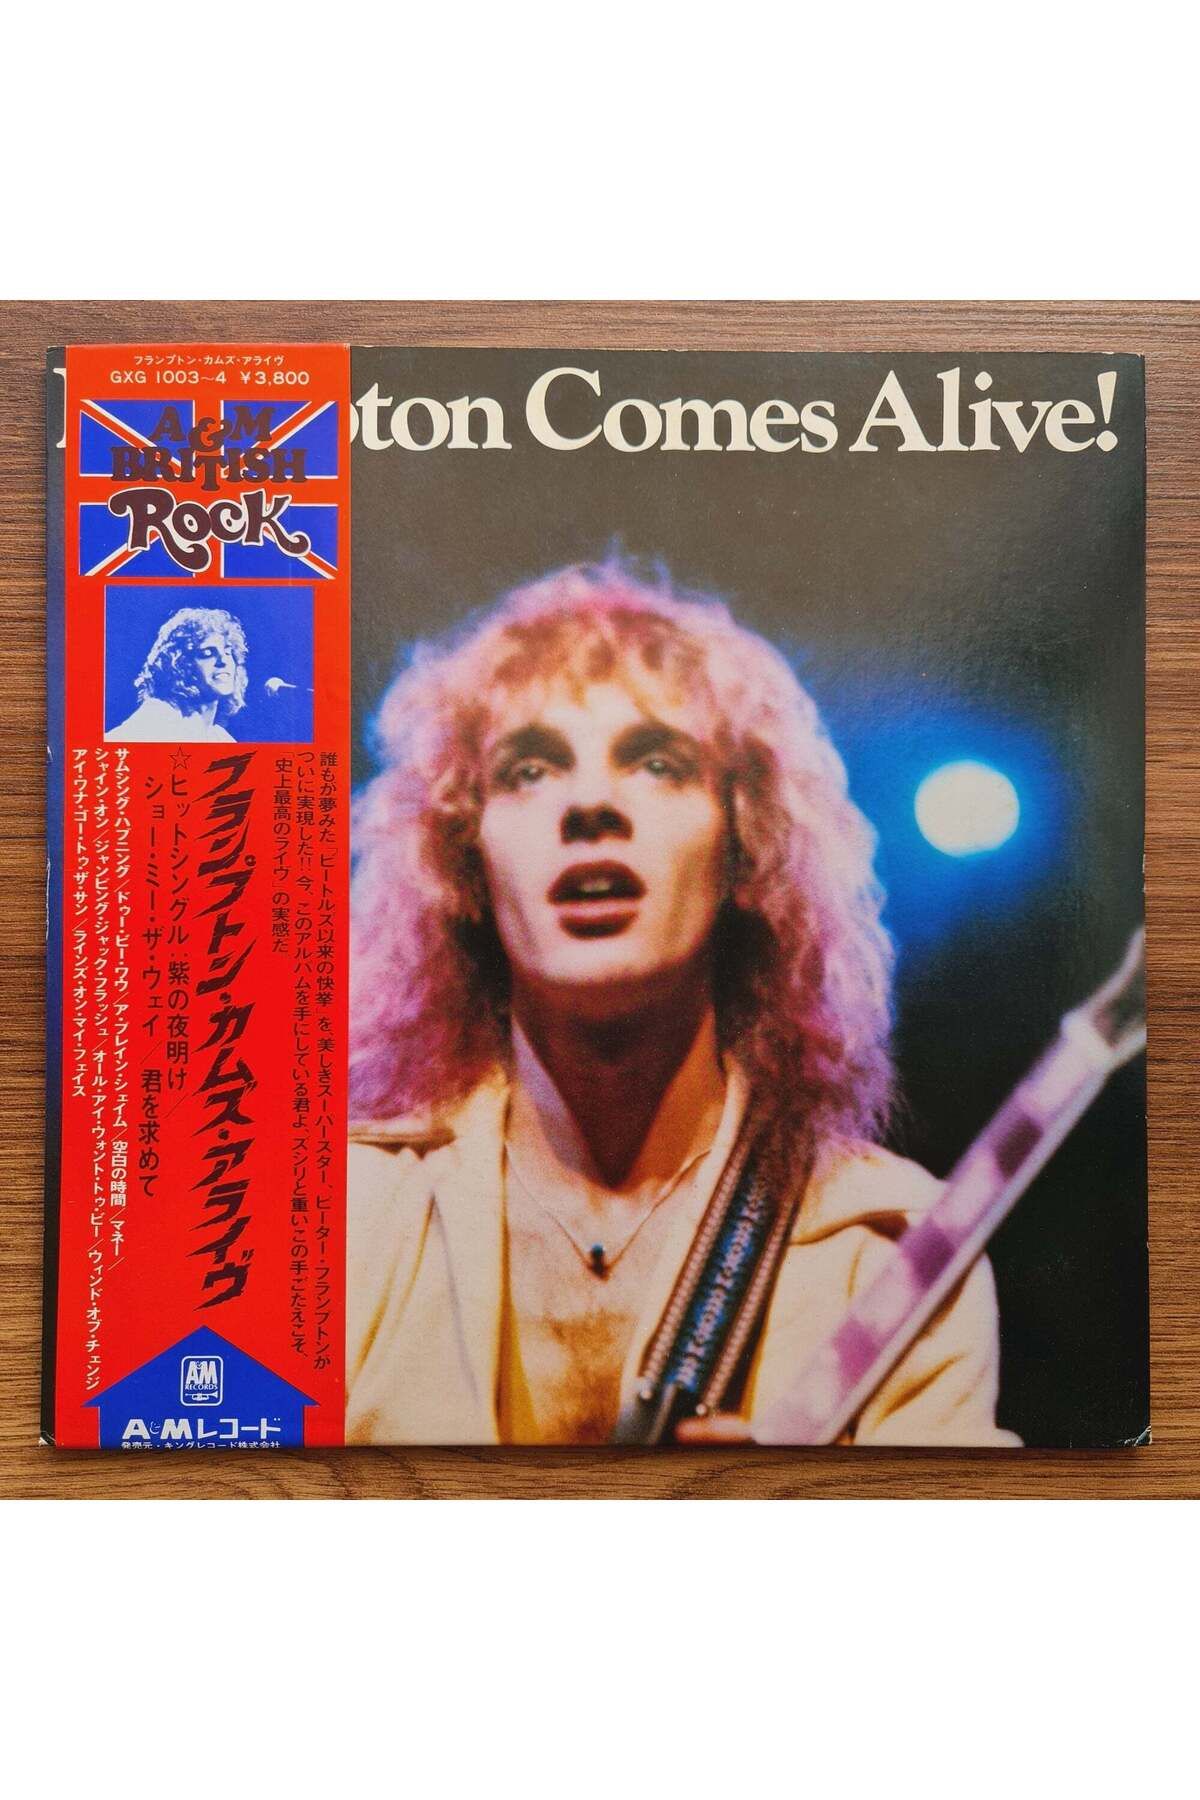 フランプトン・カムズ・アライヴ
GXG 1003〜4 ¥3,800
pton Comes Alive!
A&M
BRITISH
ROCK
誰もが夢みた「ビートルズ以来の快挙」を、美しきスーパースター、ピーター・フランプトンが
ついに実現した!!今、このアルバムを手にしている君よ、ズシリと重いこの手ごたえこそ、
「史上最高のライヴ」の実感だ。
フランプトン・カムズ・アライヴ
☆ヒットシングル:紫の夜明け/
ショー・ミー・ザ・ウェイ/君を求めて
サムシング・ハプニング/ドゥー・ビー・ワウ/ア・プレイン・シェイム/空白の時間/マネー/
シャイン・オン/ジャンピング・ジャック・フラッシュ/オール・アイ・ウォント・トゥ・ビー/ウィンド・オブ・チェンジ
アイ・ワナ・ゴー・トゥ・ザ・サン/ラインズ・オン・マイ・フェイス
A&M
RECORDS
A&Mレコード
発売元・キングレコード株式会社